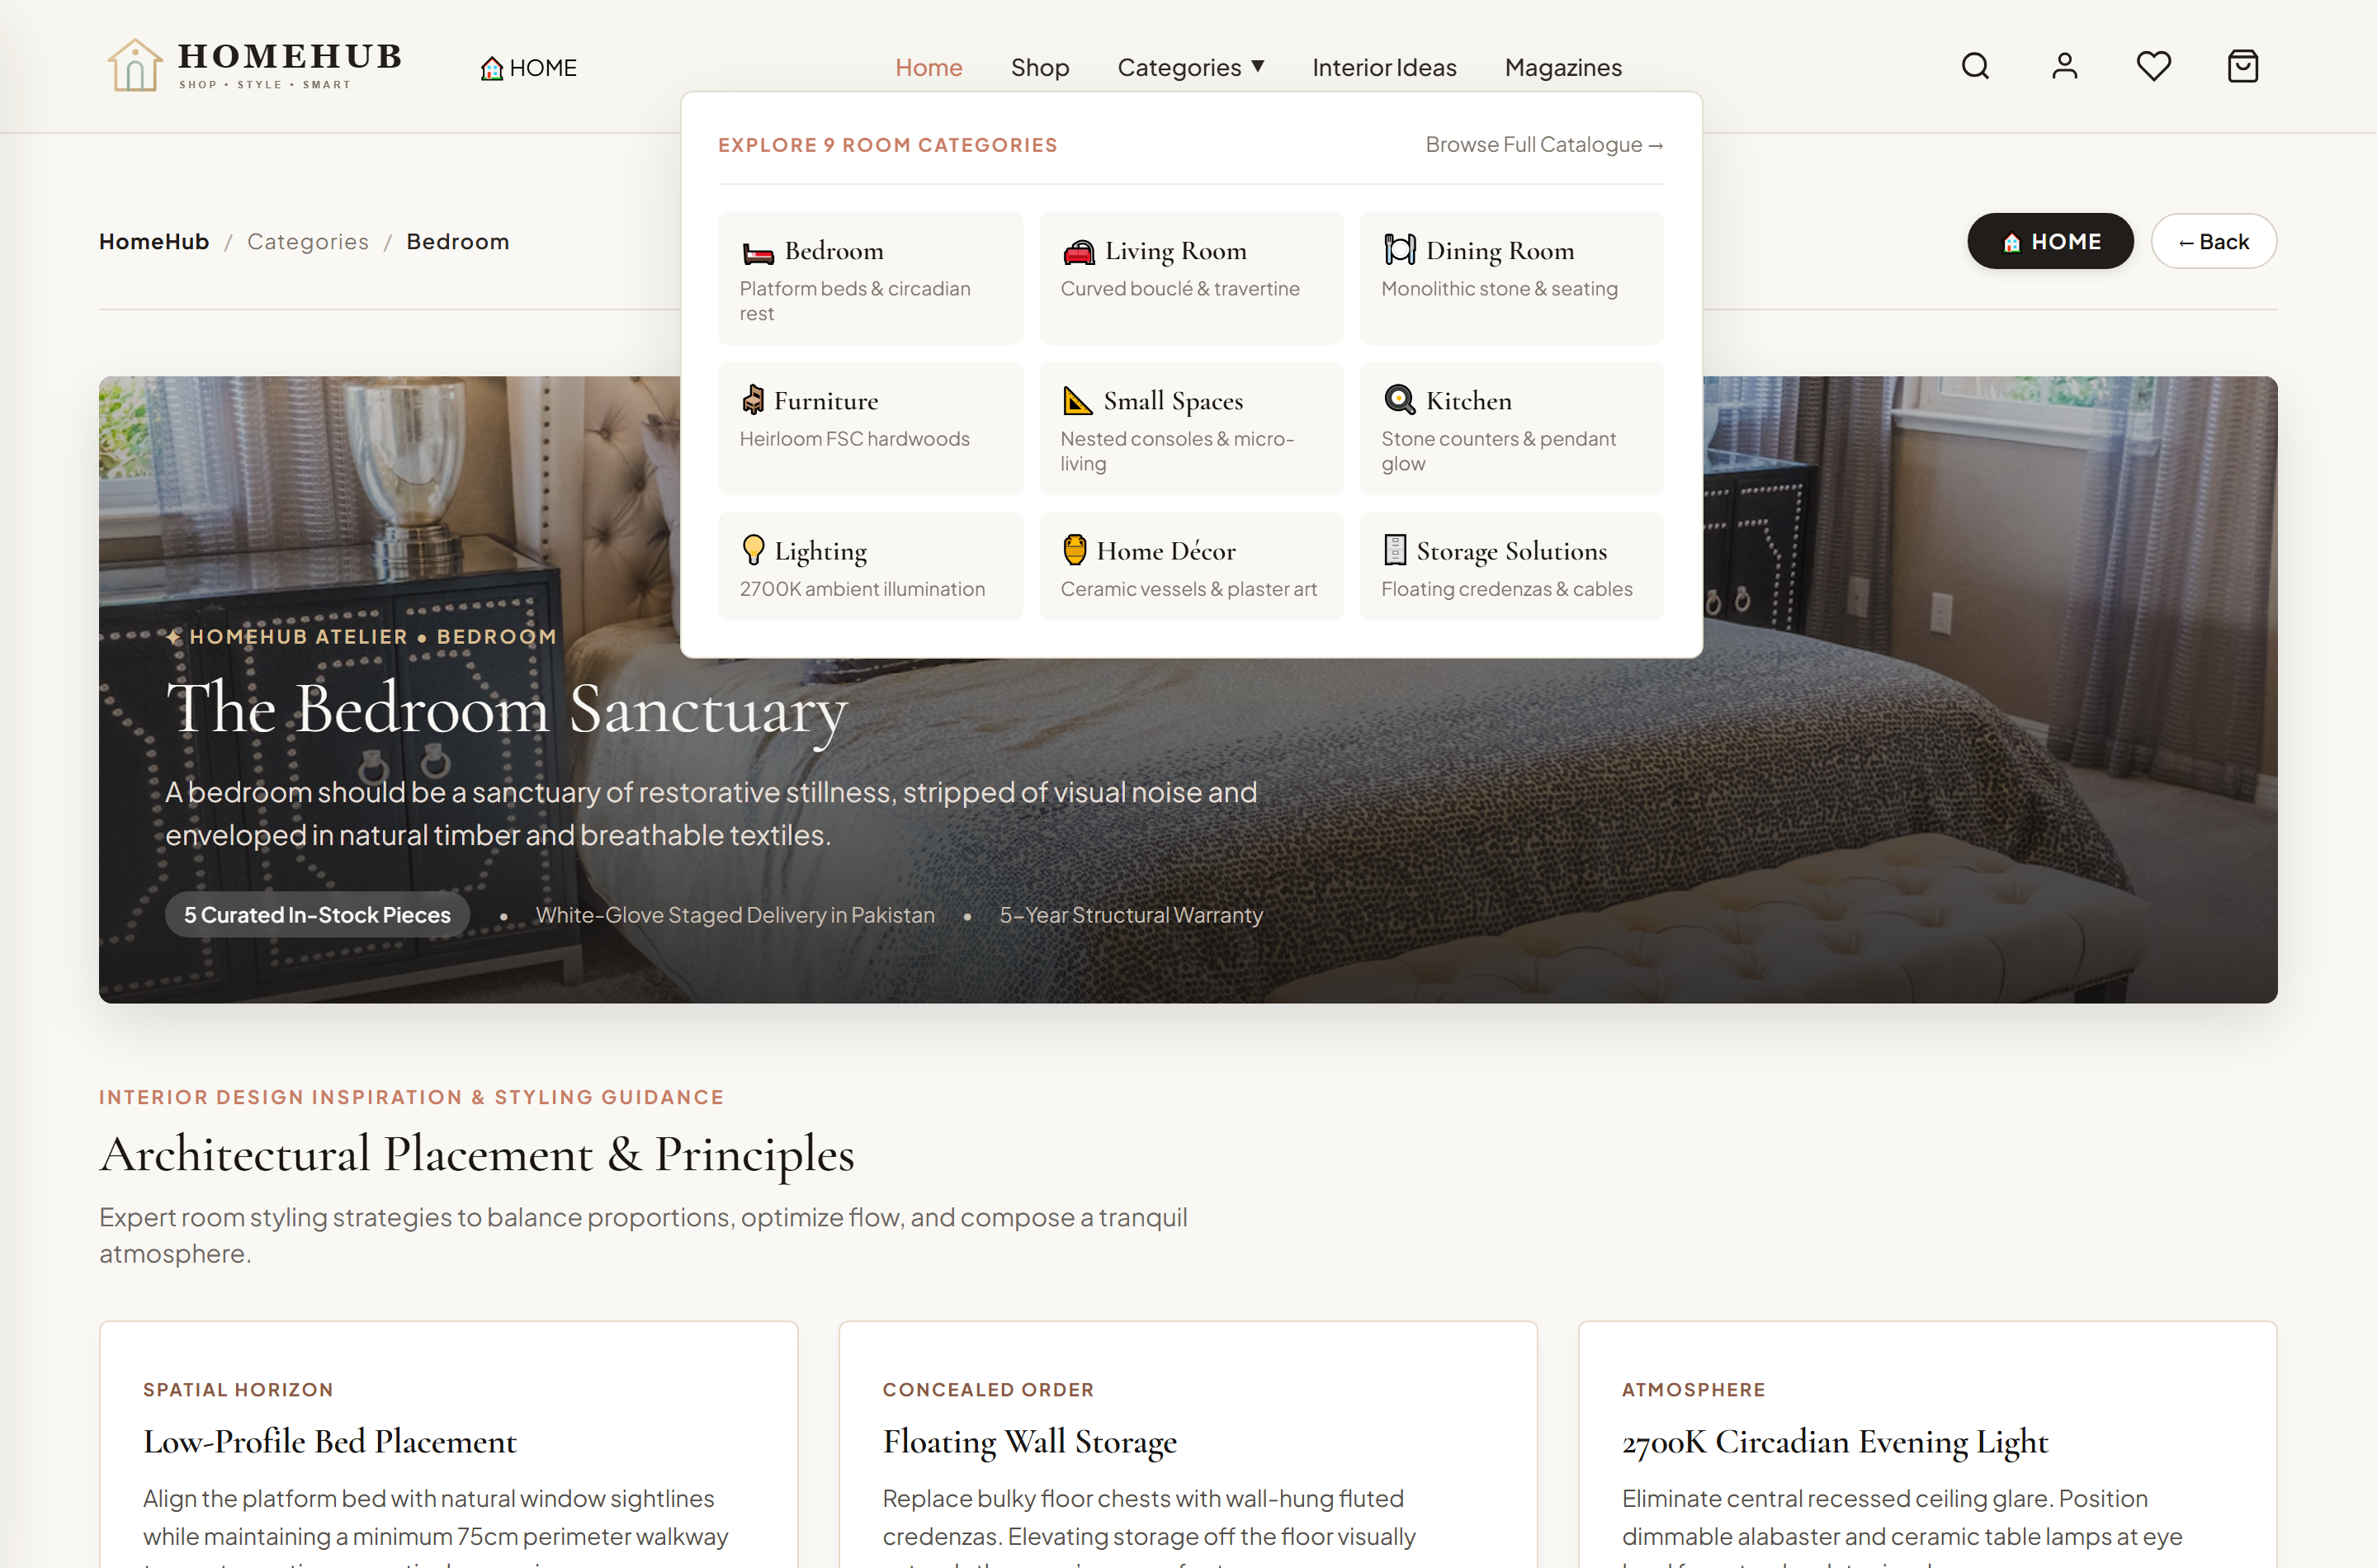 HOMEHUB
SHOP • STYLE • SMART
HOME
Home
Shop
Categories ▼
Interior Ideas
Magazines
EXPLORE 9 ROOM CATEGORIES
Browse Full Catalogue →
HomeHub / Categories / Bedroom
HOME
← Back
Bedroom
Platform beds & circadian
rest
Living Room
Curved bouclé & travertine
Dining Room
Monolithic stone & seating
Furniture
Heirloom FSC hardwoods
Small Spaces
Nested consoles & micro-
living
Kitchen
Stone counters & pendant
glow
Lighting
2700K ambient illumination
Home Décor
Ceramic vessels & plaster art
Storage Solutions
Floating credenzas & cables
✦ HOMEHUB ATELIER • BEDROOM
The Bedroom Sanctuary
A bedroom should be a sanctuary of restorative stillness, stripped of visual noise and
enveloped in natural timber and breathable textiles.
5 Curated In-Stock Pieces • White-Glove Staged Delivery in Pakistan • 5-Year Structural Warranty
INTERIOR DESIGN INSPIRATION & STYLING GUIDANCE
Architectural Placement & Principles
Expert room styling strategies to balance proportions, optimize flow, and compose a tranquil
atmosphere.
SPATIAL HORIZON
Low-Profile Bed Placement
Align the platform bed with natural window sightlines
while maintaining a minimum 75cm perimeter walkway
CONCEALED ORDER
Floating Wall Storage
Replace bulky floor chests with wall-hung fluted
credenzas. Elevating storage off the floor visually
ATMOSPHERE
2700K Circadian Evening Light
Eliminate central recessed ceiling glare. Position
dimmable alabaster and ceramic table lamps at eye